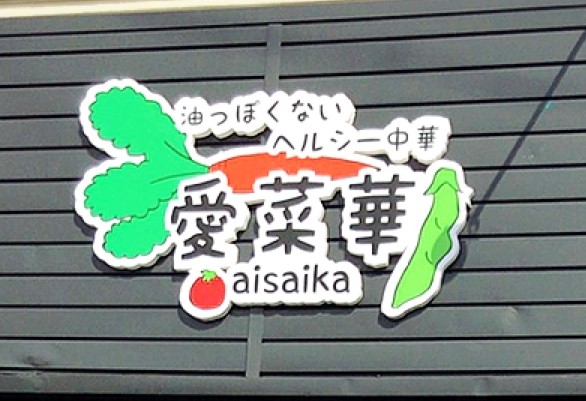 油っぽくない
ヘルシー中華
愛菜華
aisaika